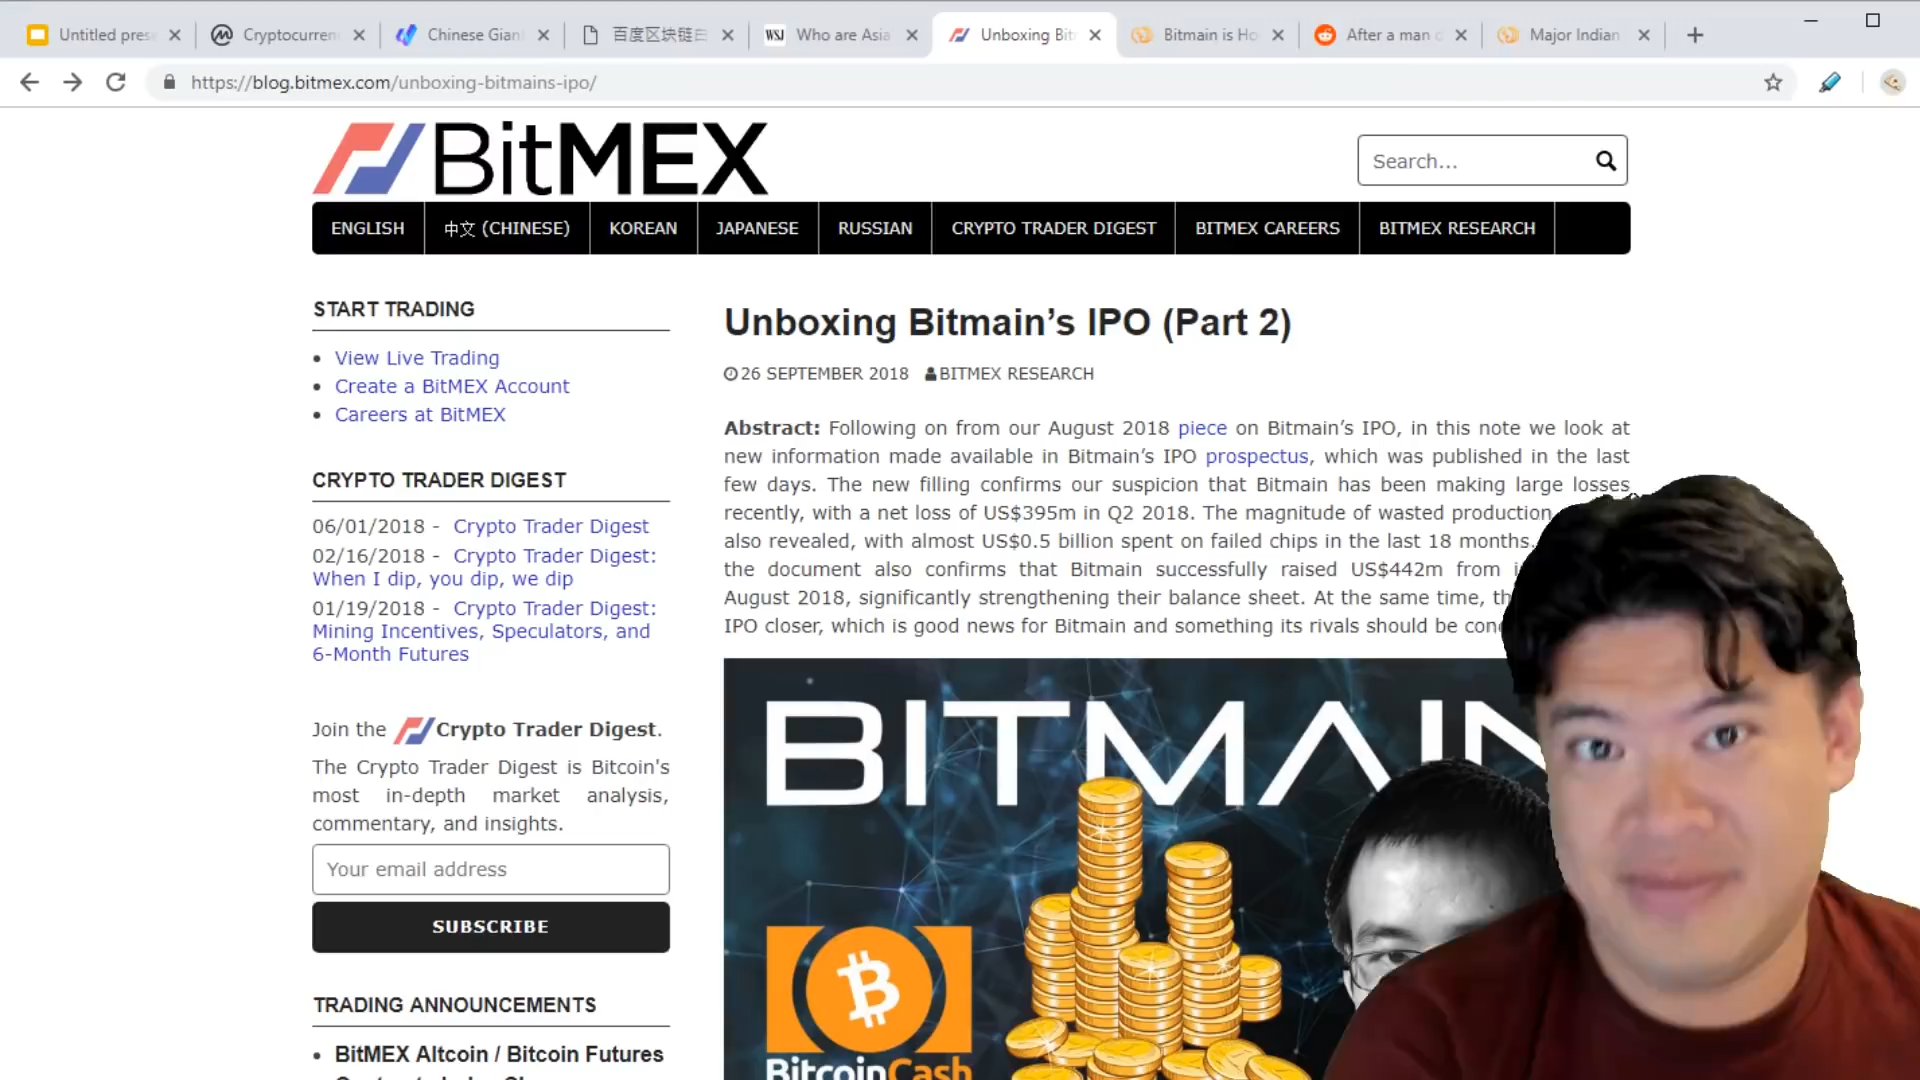 Untitled pres
Cryptocurren
Chinese Gian
百度区块链白
WSJ
Who are Asia
Unboxing Bit
Bitmain is Ho
After a man
Major Indian
https://blog.bitmex.com/unboxing-bitmains-ipo/
BitMEX
Search...
ENGLISH
中文 (CHINESE)
KOREAN
JAPANESE
RUSSIAN
CRYPTO TRADER DIGEST
BITMEX CAREERS
BITMEX RESEARCH
START TRADING
View Live Trading
Create a BitMEX Account
Careers at BitMEX
CRYPTO TRADER DIGEST
06/01/2018 - Crypto Trader Digest
02/16/2018 - Crypto Trader Digest:
When I dip, you dip, we dip
01/19/2018 - Crypto Trader Digest:
Mining Incentives, Speculators, and
6-Month Futures
Join the Crypto Trader Digest.
The Crypto Trader Digest is Bitcoin's
most in-depth market analysis,
commentary, and insights.
Your email address
SUBSCRIBE
TRADING ANNOUNCEMENTS
BitMEX Altcoin / Bitcoin Futures
Unboxing Bitmain’s IPO (Part 2)
26 SEPTEMBER 2018 BITMEX RESEARCH
Abstract: Following on from our August 2018 piece on Bitmain’s IPO, in this note we look at
new information made available in Bitmain’s IPO prospectus, which was published in the last
few days. The new filling confirms our suspicion that Bitmain has been making large losses
recently, with a net loss of US$395m in Q2 2018. The magnitude of wasted production
also revealed, with almost US$0.5 billion spent on failed chips in the last 18 months.
the document also confirms that Bitmain successfully raised US$442m from
August 2018, significantly strengthening their balance sheet. At the same time,
IPO closer, which is good news for Bitmain and something its rivals should be
BITMAIN
BitcoinCash